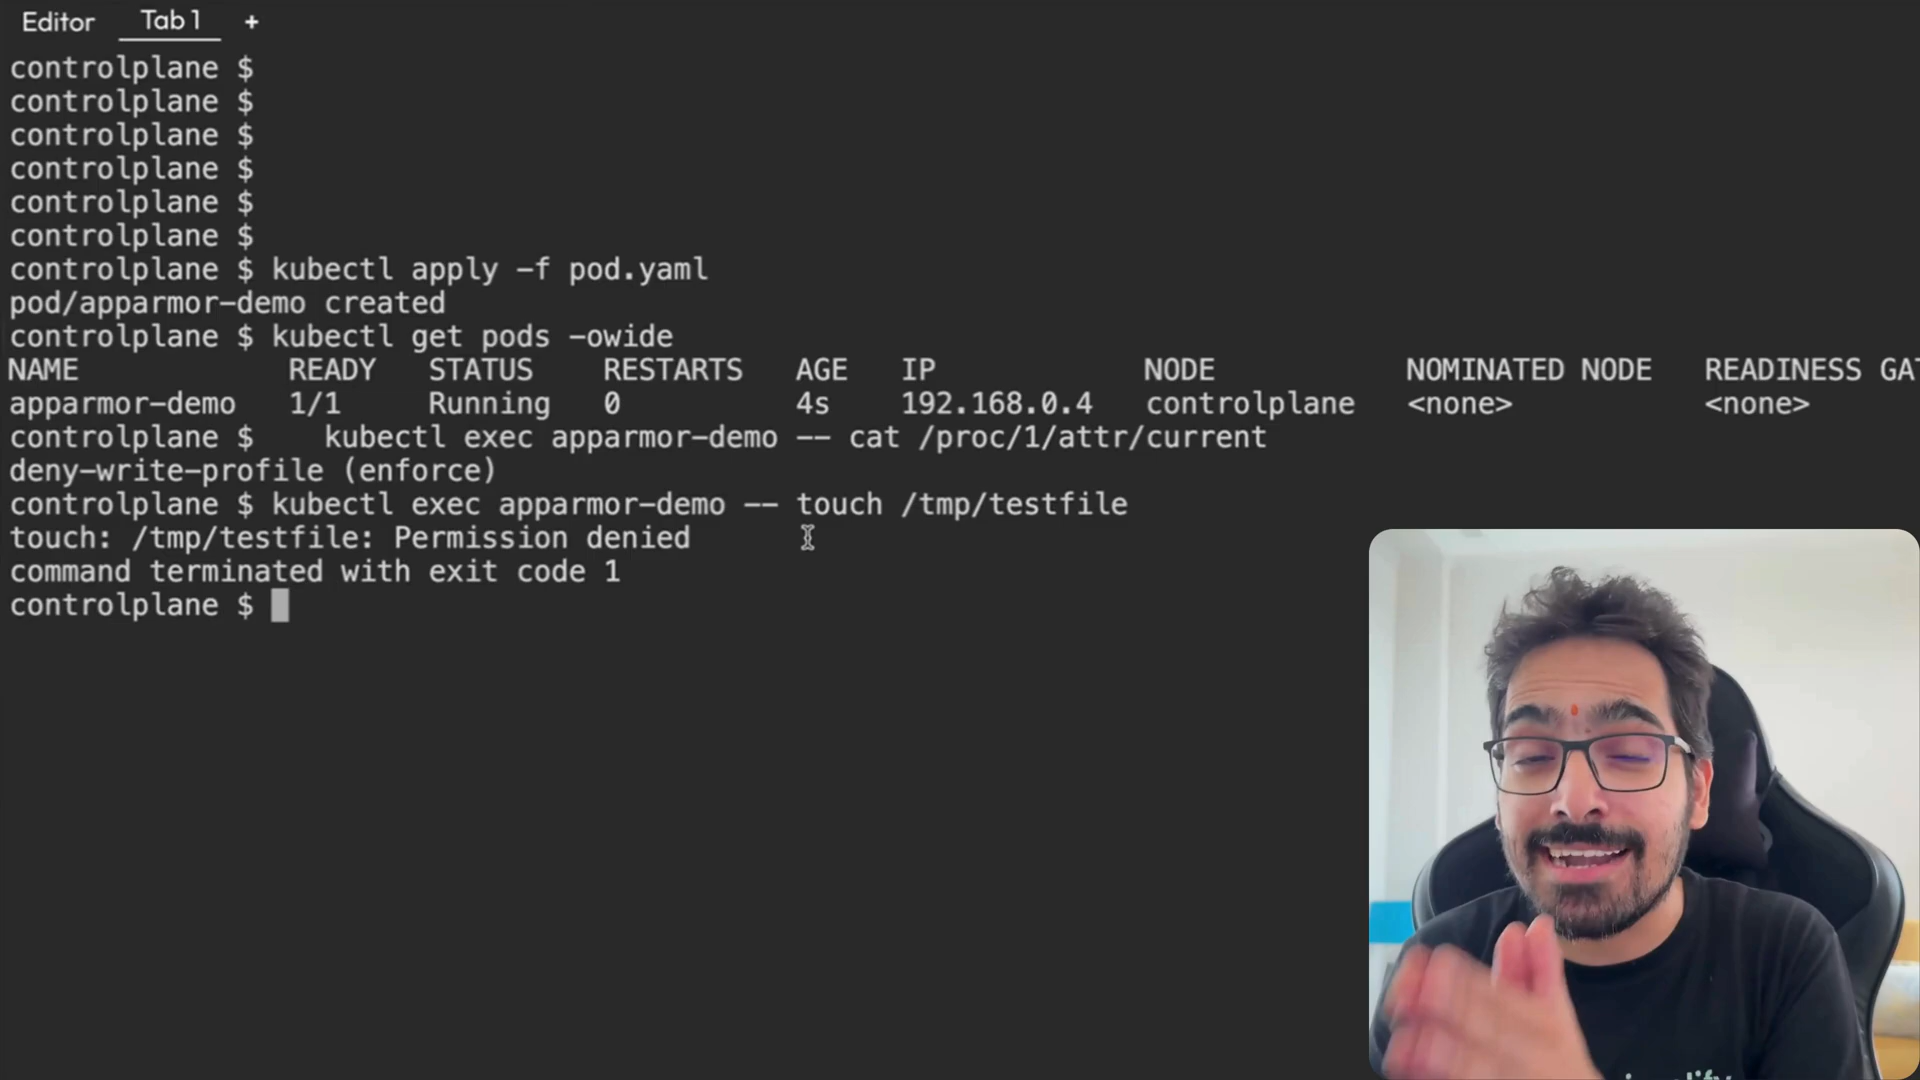 Editor Tab 1 +
controlplane $
controlplane $
controlplane $
controlplane $
controlplane $
controlplane $
controlplane $ kubectl apply -f pod.yaml
pod/apparmor-demo created
controlplane $ kubectl get pods -owide
NAME READY STATUS RESTARTS AGE IP NODE NOMINATED NODE READINESS GAT
apparmor-demo 1/1 Running 0 4s 192.168.0.4 controlplane <none> <none>
controlplane $ kubectl exec apparmor-demo -- cat /proc/1/attr/current
deny-write-profile (enforce)
controlplane $ kubectl exec apparmor-demo -- touch /tmp/testfile
touch: /tmp/testfile: Permission denied
command terminated with exit code 1
controlplane $